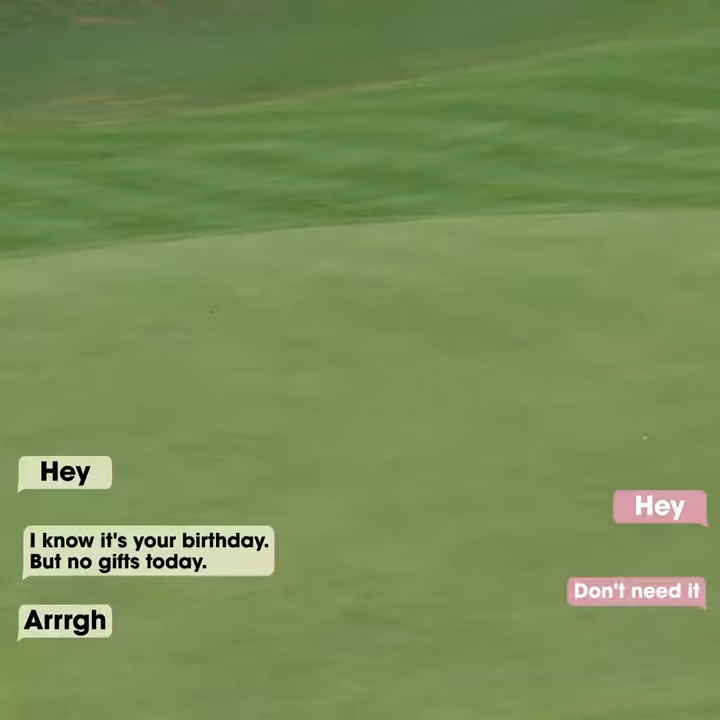 Hey
Hey
I know it's your birthday.
But no gifts today.
Don't need it
Arrrgh